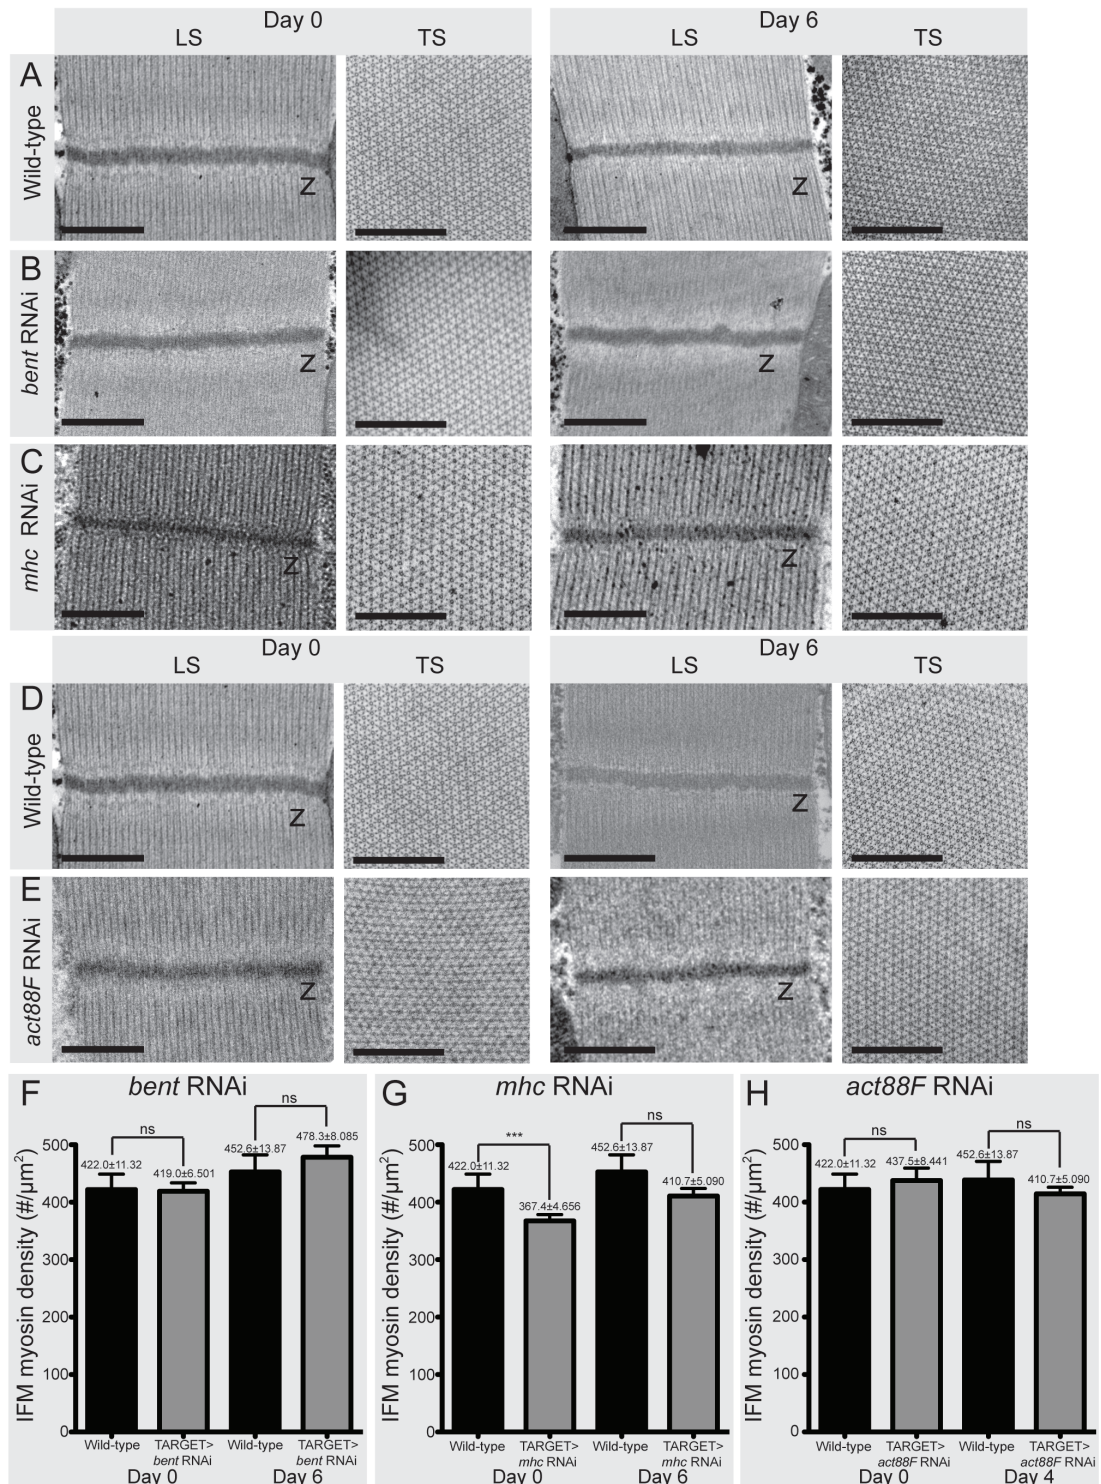 Day 0
Day 6
LS
TS
LS
TS
A
Wild-type
Z
Z
B
bent RNAi
Z
Z
C
mhc RNAi
Z
Z
Day 0
Day 6
LS
TS
LS
TS
D
Wild-type
Z
Z
E
act88F RNAi
Z
Z
F
bent RNAi
IFM myosin density (#/µm²)
500
400
300
200
100
0
ns
ns
422.0±11.32
419.0±6.501
452.6±13.87
478.3±8.085
Wild-type
TARGET>
bent RNAi
Wild-type
TARGET>
bent RNAi
Day 0
Day 6
G
mhc RNAi
IFM myosin density (#/µm²)
500
400
300
200
100
0
***
ns
422.0±11.32
367.4±4.656
452.6±13.87
410.7±5.090
Wild-type
TARGET>
mhc RNAi
Wild-type
TARGET>
mhc RNAi
Day 0
Day 6
H
act88F RNAi
IFM myosin density (#/µm²)
500
400
300
200
100
0
ns
ns
422.0±11.32
437.5±8.441
452.6±13.87
410.7±5.090
Wild-type
TARGET>
act88F RNAi
Wild-type
TARGET>
act88F RNAi
Day 0
Day 4